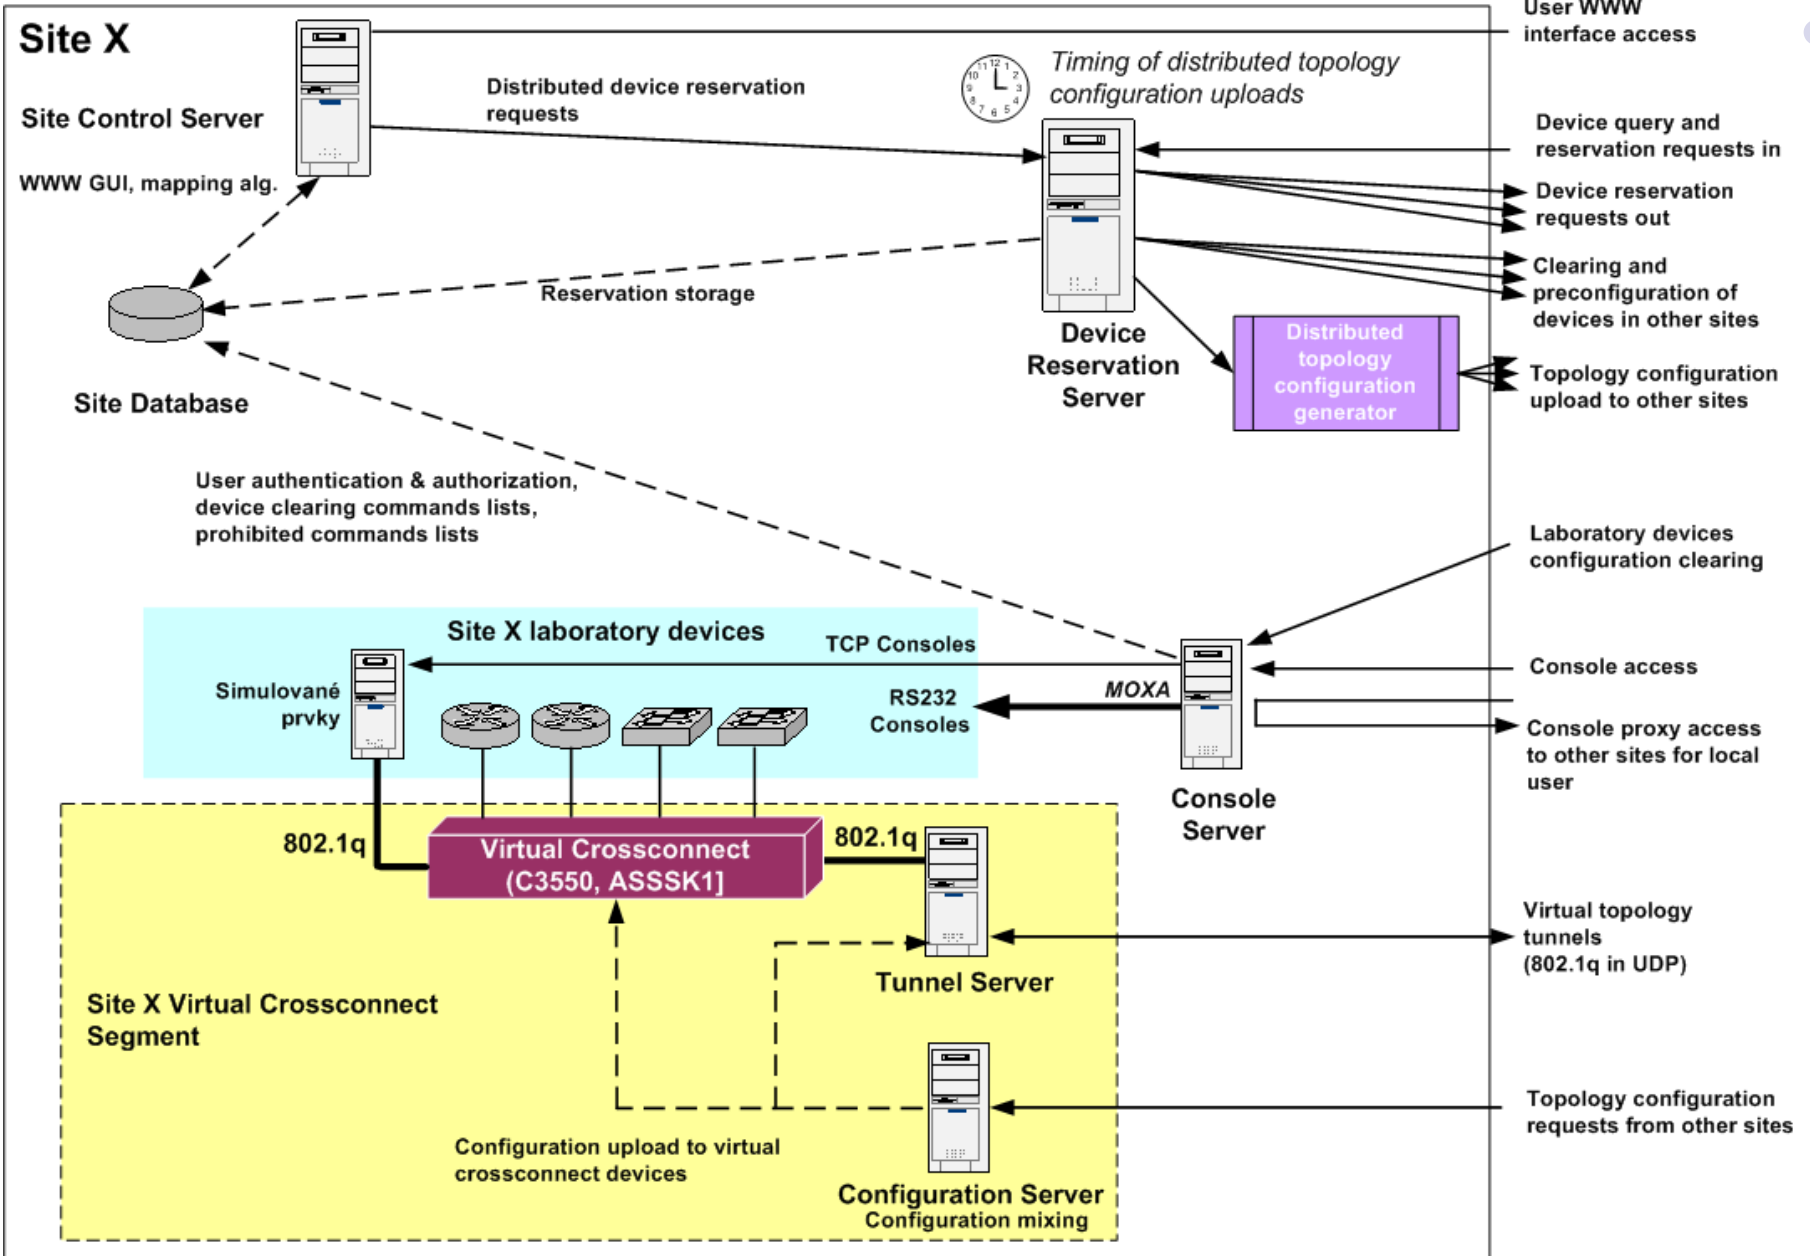 User WWW
interface access
Site X
Timing of distributed topology
configuration uploads
Distributed device reservation
requests
Site Control Server
Device query and
reservation requests in
WWW GUI, mapping alg.
Device reservation
requests out
Clearing and
preconfiguration of
devices in other sites
Reservation storage
Device
Reservation
Server
Distributed
topology
configuration
generator
Topology configuration
upload to other sites
Site Database
User authentication & authorization,
device clearing commands lists,
prohibited commands lists
Laboratory devices
configuration clearing
Site X laboratory devices
TCP Consoles
Console access
Simulované
prvky
RS232
Consoles
MOXA
Console proxy access
to other sites for local
user
Console
Server
802.1q
Virtual Crossconnect
(C3550, ASSSK1]
802.1q
Virtual topology
tunnels
(802.1q in UDP)
Tunnel Server
Site X Virtual Crossconnect
Segment
Topology configuration
requests from other sites
Configuration upload to virtual
crossconnect devices
Configuration Server
Configuration mixing